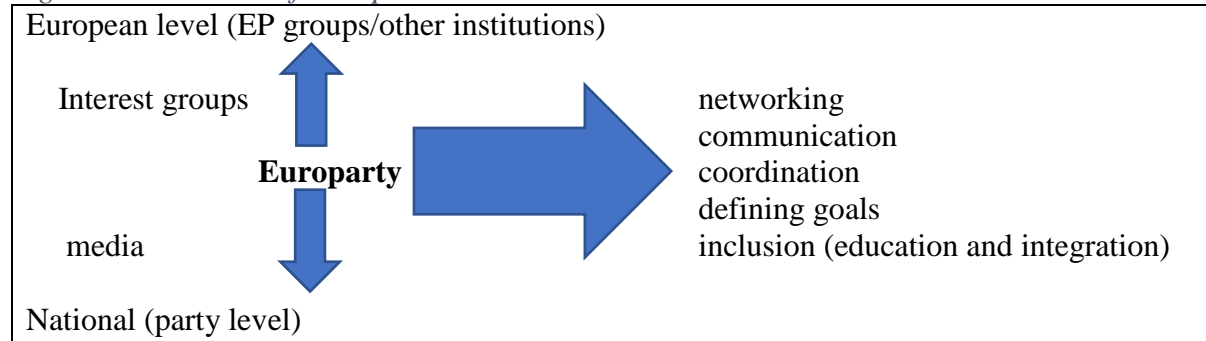 European level (EP groups/other institutions)
Interest groups
networking
communication
Europarty
coordination
defining goals
media
inclusion (education and integration)
National (party level)